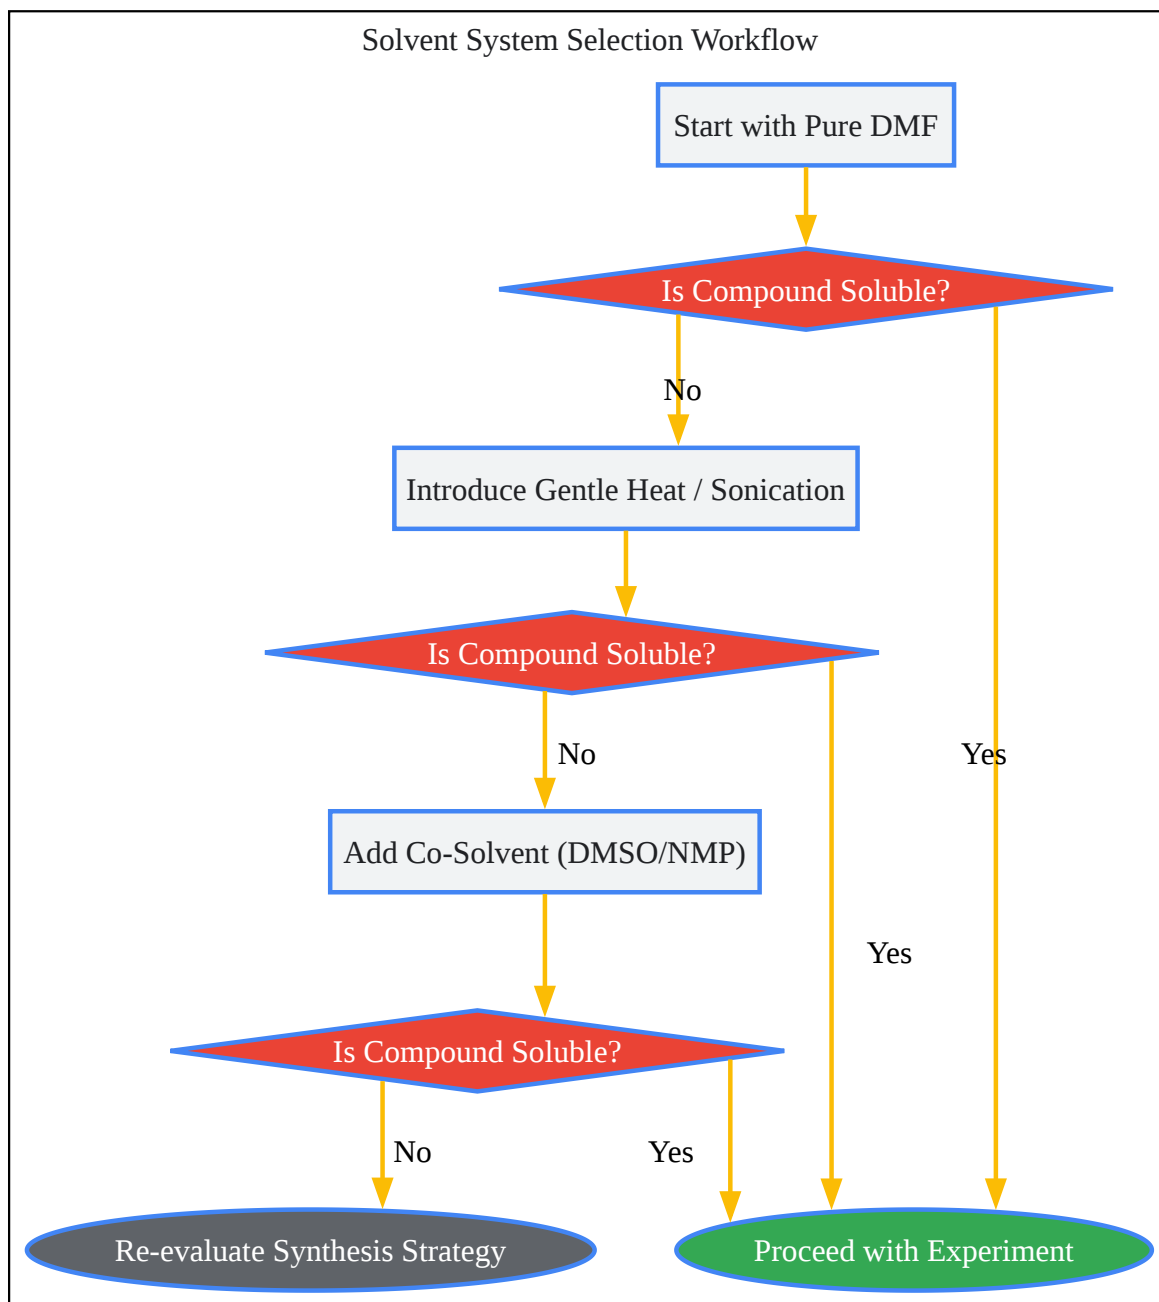 Solvent System Selection Workflow
Start with Pure DMF
Is Compound Soluble?
No
Introduce Gentle Heat / Sonication
Is Compound Soluble?
No
Yes
Add Co-Solvent (DMSO/NMP)
Yes
Is Compound Soluble?
No
Yes
Re-evaluate Synthesis Strategy
Proceed with Experiment